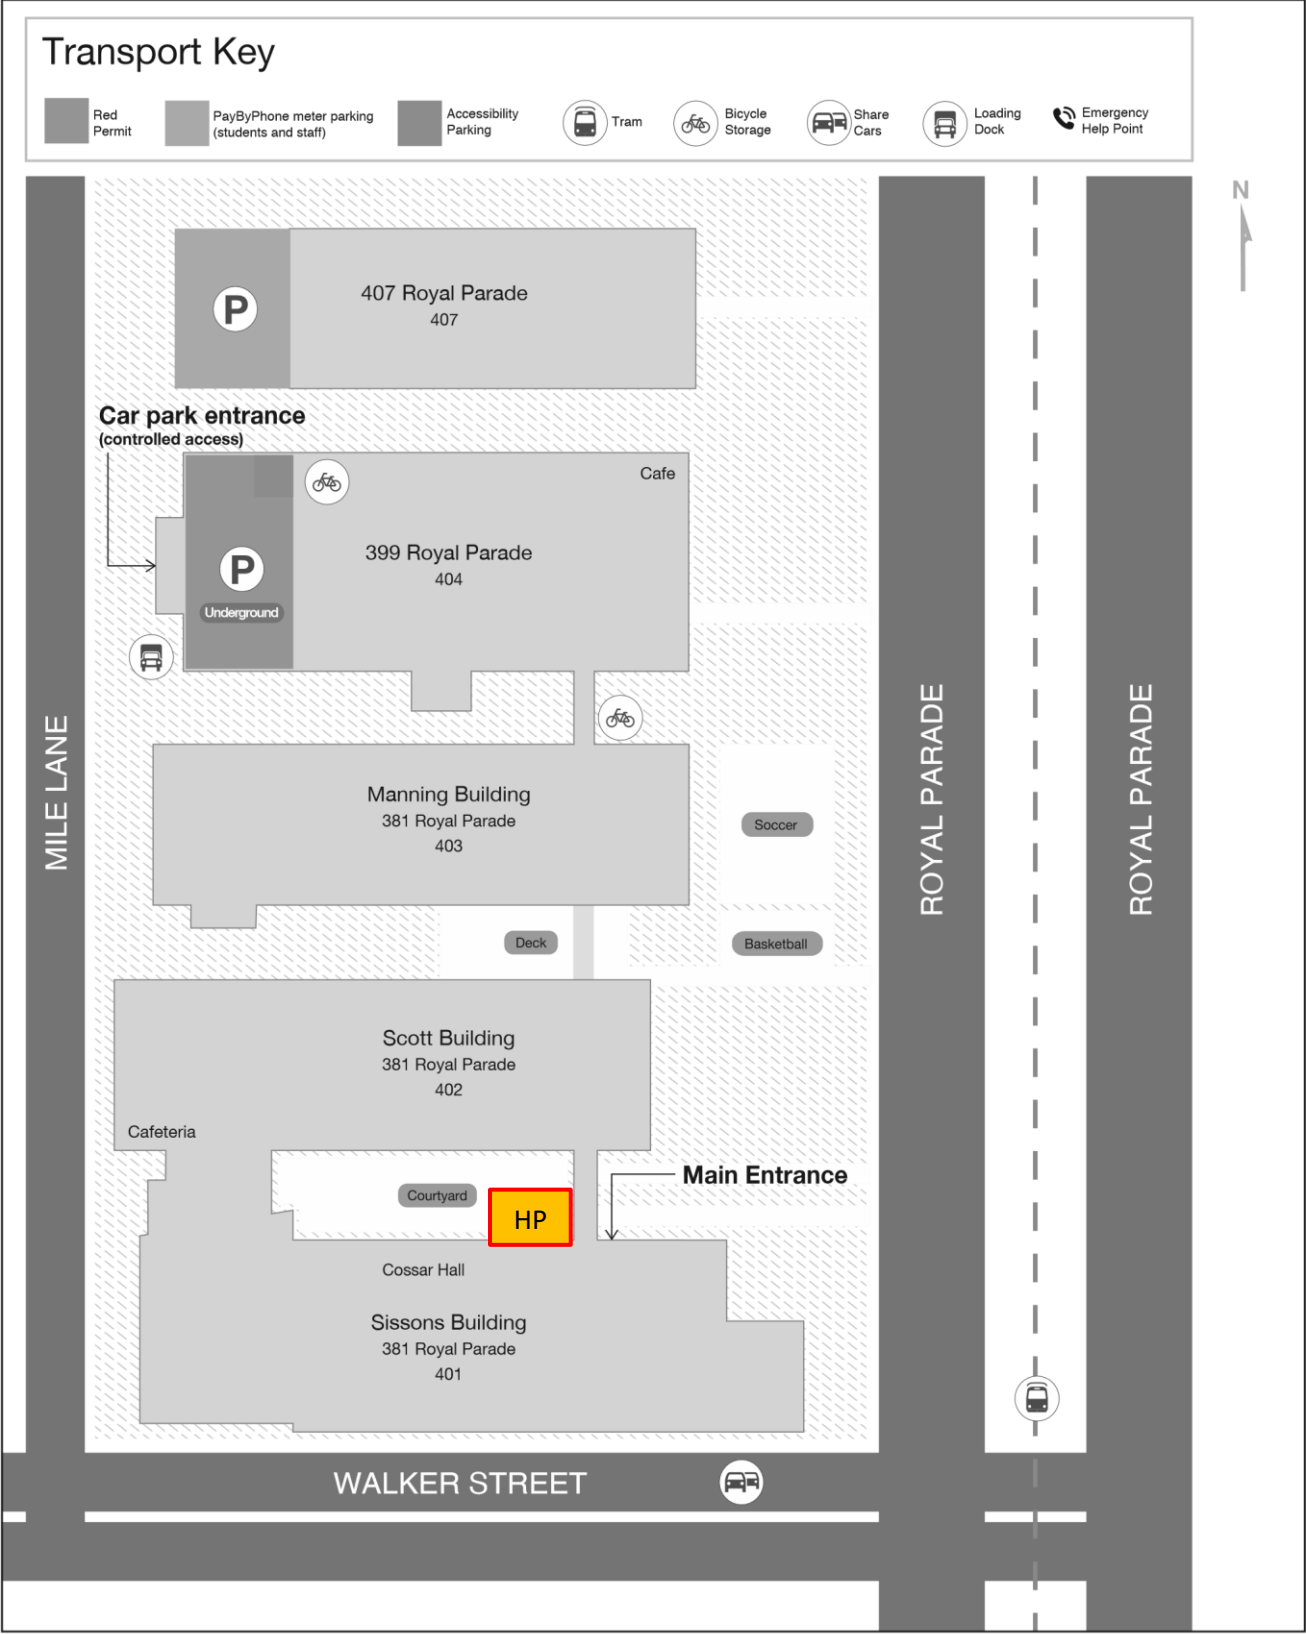 Transport Key
Red
Permit
PayByPhone meter parking
(students and staff)
Accessibility
Parking
Tram
Bicycle
Storage
Share
Cars
Loading
Dock
Emergency
Help Point
N
407 Royal Parade
407
P
Car park entrance
(controlled access)
Cafe
399 Royal Parade
404
P
Underground
MILE LANE
ROYAL PARADE
ROYAL PARADE
Manning Building
381 Royal Parade
403
Soccer
Deck
Basketball
Scott Building
381 Royal Parade
402
Cafeteria
Main Entrance
Courtyard
HP
Cossar Hall
Sissons Building
381 Royal Parade
401
WALKER STREET